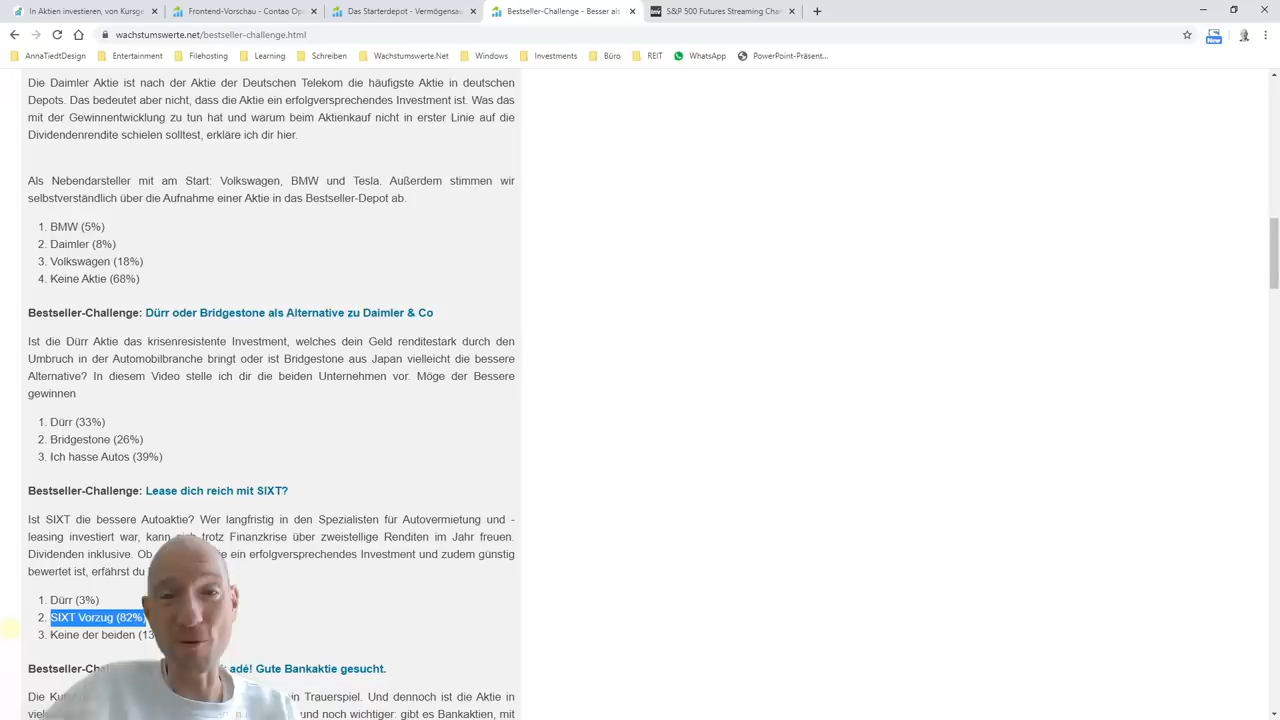 In Aktien investieren, von Kursge
Frontend-Vorschau - Contao Op
Das Starterdepot - Vermögensau
Bestseller-Challenge - Besser als
S&P 500 Futures Streaming Char
wachstumswerte.net/bestseller-challenge.html
AnnaTiedtDesign Entertainment Filehosting Learning Schreiben Wachstumswerte.Net Windows Investments Büro REIT WhatsApp PowerPoint-Präsent...
Die Daimler Aktie ist nach der Aktie der Deutschen Telekom die häufigste Aktie in deutschen
Depots. Das bedeutet aber nicht, dass die Aktie ein erfolgversprechendes Investment ist. Was das
mit der Gewinnentwicklung zu tun hat und warum beim Aktienkauf nicht in erster Linie auf die
Dividendenrendite schielen solltest, erkläre ich dir hier.
Als Nebendarsteller mit am Start: Volkswagen, BMW und Tesla. Außerdem stimmen wir
selbstverständlich über die Aufnahme einer Aktie in das Bestseller-Depot ab.
1. BMW (5%)
2. Daimler (8%)
3. Volkswagen (18%)
4. Keine Aktie (68%)
Bestseller-Challenge: Dürr oder Bridgestone als Alternative zu Daimler & Co
Ist die Dürr Aktie das krisenresistente Investment, welches dein Geld renditestark durch den
Umbruch in der Automobilbranche bringt oder ist Bridgestone aus Japan vielleicht die bessere
Alternative? In diesem Video stelle ich dir die beiden Unternehmen vor. Möge der Bessere
gewinnen
1. Dürr (33%)
2. Bridgestone (26%)
3. Ich hasse Autos (39%)
Bestseller-Challenge: Lease dich reich mit SIXT?
Ist SIXT die bessere Autoaktie? Wer langfristig in den Spezialisten für Autovermietung und -
leasing investiert war, kann sich trotz Finanzkrise über zweistellige Renditen im Jahr freuen.
Dividenden inklusive. Ob ein erfolgversprechendes Investment und zudem günstig
bewertet ist, erfährst du
1. Dürr (3%)
2. SIXT Vorzug (82%)
3. Keine der beiden (13
Bestseller-Chal adé! Gute Bankaktie gesucht.
Die Ku in Trauerspiel. Und dennoch ist die Aktie in
und noch wichtiger: gibt es Bankaktien, mit